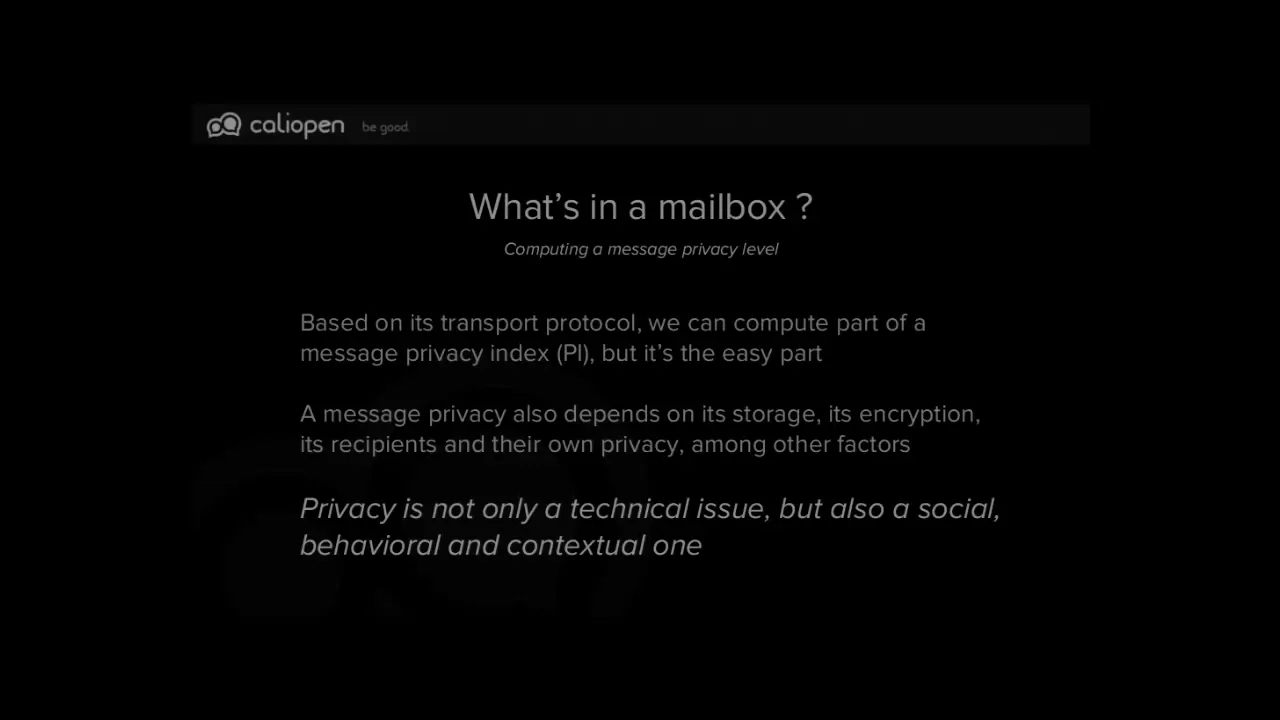 caliopen be good.
What's in a mailbox ?
Computing a message privacy level
Based on its transport protocol, we can compute part of a
message privacy index (PI), but it's the easy part
A message privacy also depends on its storage, its encryption,
its recipients and their own privacy, among other factors
Privacy is not only a technical issue, but also a social,
behavioral and contextual one